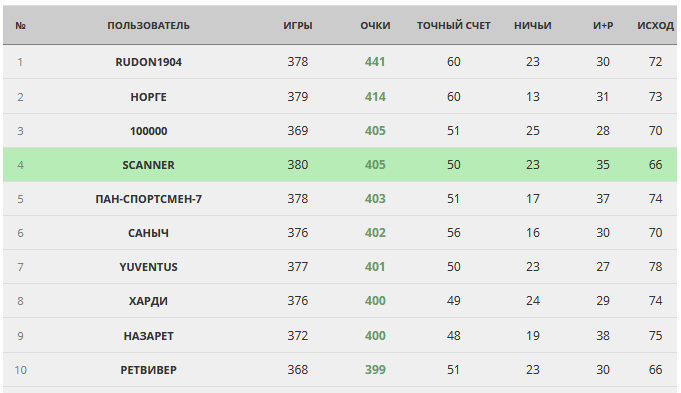 № ПОЛЬЗОВАТЕЛЬ ИГРЫ ОЧКИ ТОЧНЫЙ СЧЕТ НИЧЬИ И+Р ИСХОД
1 RUDON1904 378 441 60 23 30 72
2 НОРГЕ 379 414 60 13 31 73
3 100000 369 405 51 25 28 70
4 SCANNER 380 405 50 23 35 66
5 ПАН-СПОРТСМЕН-7 378 403 51 17 37 74
6 САНЫЧ 376 402 56 16 30 70
7 YUVENTUS 377 401 50 23 27 78
8 ХАРДИ 376 400 49 24 29 74
9 НАЗАРЕТ 372 400 48 19 38 75
10 РЕТВИВЕР 368 399 51 23 30 66